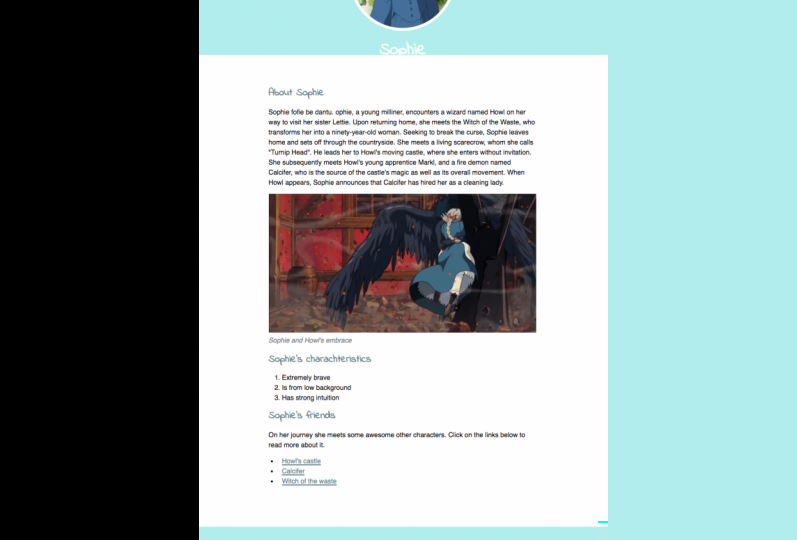 Sophie
About Sophie
Sophie fofie be dantu. ophie, a young milliner, encounters a wizard named Howl on her
way to visit her sister Lettie. Upon returning home, she meets the Witch of the Waste, who
transforms her into a ninety-year-old woman. Seeking to break the curse, Sophie leaves
home and sets off through the countryside. She meets a living scarecrow, whom she calls
"Turnip Head". He leads her to Howl's moving castle, where she enters without invitation.
She subsequently meets Howl's young apprentice Markl, and a fire demon named
Calcifer, who is the source of the castle's magic as well as its overall movement. When
Howl appears, Sophie announces that Calcifer has hired her as a cleaning lady.
Sophie and Howl's embrace
Sophie's charachteristics
1. Extremely brave
2. Is from low background
3. Has strong intuition
Sophie's friends
On her journey she meets some awesome other characters. Click on the links below to
read more about it.
• Howl's castle
• Calcifer
• Witch of the waste